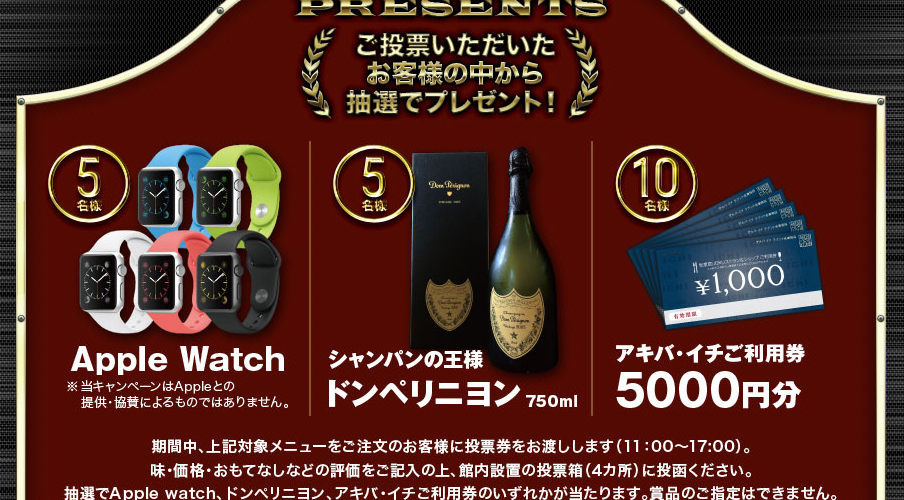 PRESENTS
ご投票いただいた
お客様の中から
抽選でプレゼント!
5
名様
Apple Watch
※当キャンペーンはAppleとの
提供・協賛によるものではありません。
5
名様
Dom Pérignon
シャンパンの王様
ドンペリニヨン 750ml
10
名様
¥1,000
有効期限
アキバ・イチご利用券
5000円分
期間中、上記対象メニューをご注文のお客様に投票券をお渡しします(11:00〜17:00)。
味・価格・おもてなしなどの評価をご記入の上、館内設置の投票箱(4カ所)に投函ください。
抽選でApple watch、ドンペリニヨン、アキバ・イチご利用券のいずれかが当たります。賞品のご指定はできません。